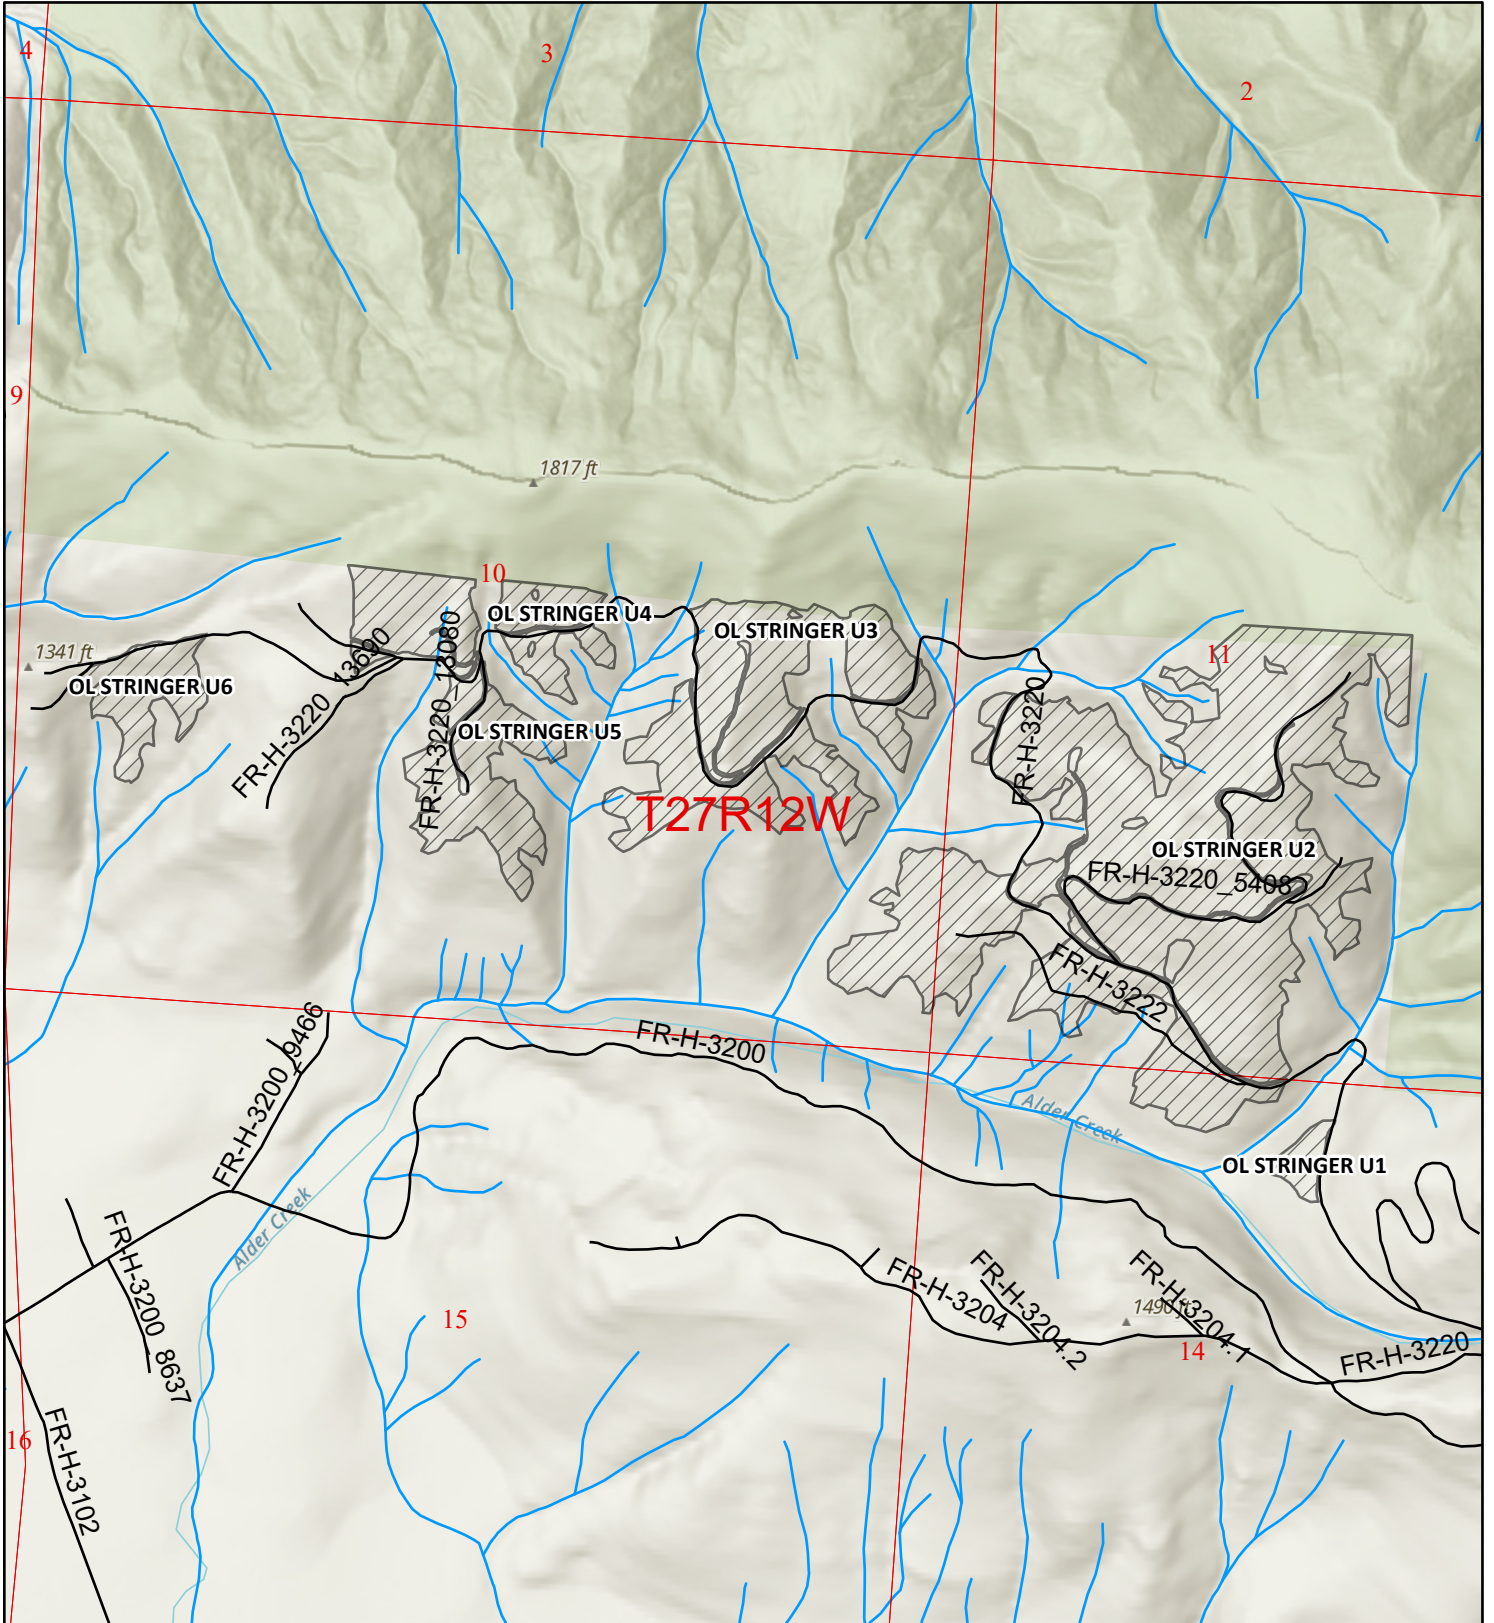 4
3
2
9
1817 ft
10
OL STRINGER U4
OL STRINGER U3
1341 ft
OL STRINGER U6
11
FR-H-3220_13690
FR-H-3220_13080
OL STRINGER U5
FR-H-3220
T27R12W
OL STRINGER U2
FR-H-3220_5408
FR-H-3222
FR-H-3200
FR-H-3200_9466
Alder Creek
OL STRINGER U1
Alder Creek
FR-H-3200_8637
FR-H-3204
FR-H-3204.2
FR-H-3204.1
1490 ft
15
14
FR-H-3220
16
FR-H-3102